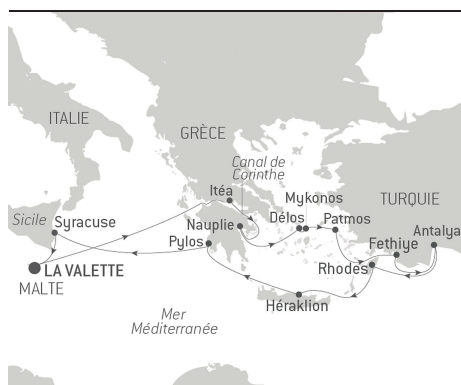 ITALIE
GRÈCE
Canal de
Corinthe
Itéa
Mykonos
TURQUIE
Sicile
Syracuse
Nauplie
Délos
Patmos
Antalya
Pylos
Fethiye
LA VALETTE
Rhodes
MALTE
Héraklion
Mer
Méditerranée